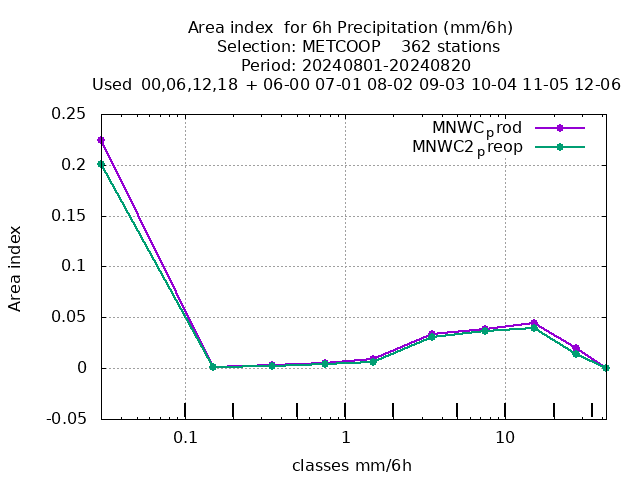 Area index  for 6h Precipitation (mm/6h)
Selection: METCOOP    362 stations
Period: 20240801-20240820
Used  00,06,12,18  + 06-00 07-01 08-02 09-03 10-04 11-05 12-06
MNWCprod
MNWC2preop
0.25
0.2
0.15
0.1
0.05
0
-0.05
Area index
0.1
1
10
classes mm/6h